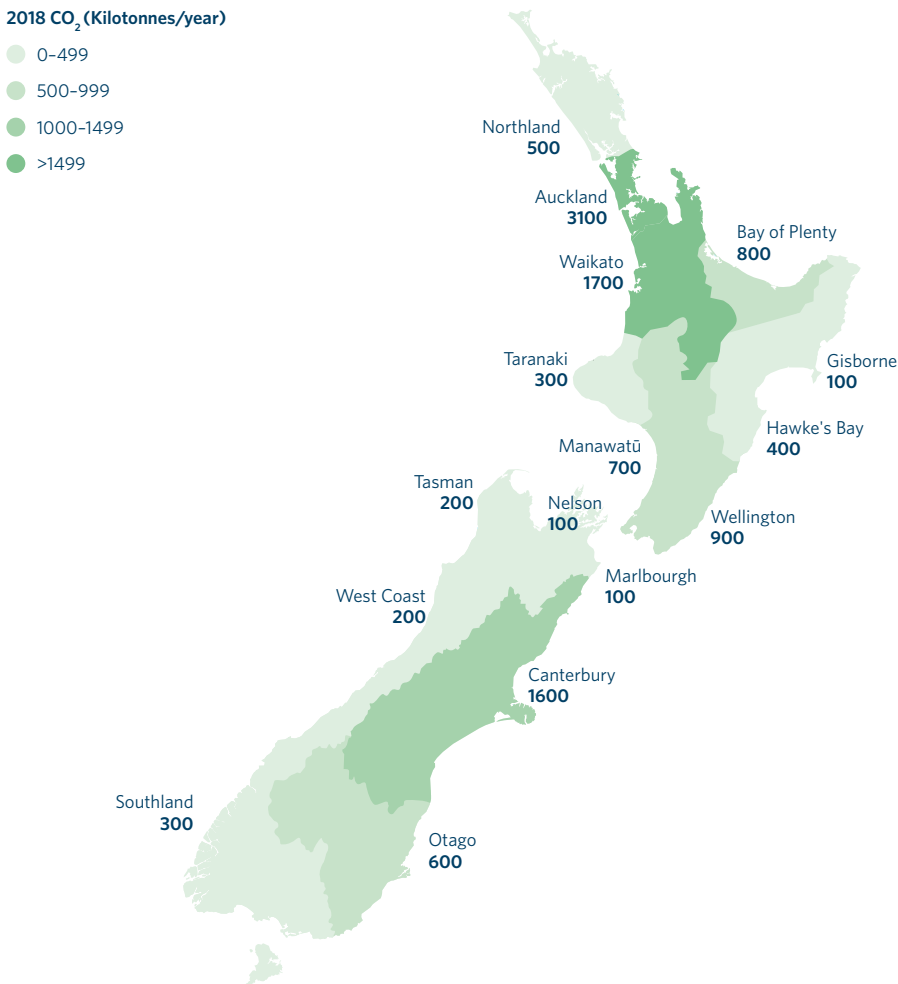 2018 CO2 (Kilotonnes/year)
0–499
500–999
1000–1499
>1499
Northland
500
Auckland
3100
Bay of Plenty
800
Waikato
1700
Taranaki
300
Gisborne
100
Hawke's Bay
400
Manawatū
700
Tasman
200
Nelson
100
Wellington
900
Marlbourgh
100
West Coast
200
Canterbury
1600
Southland
300
Otago
600